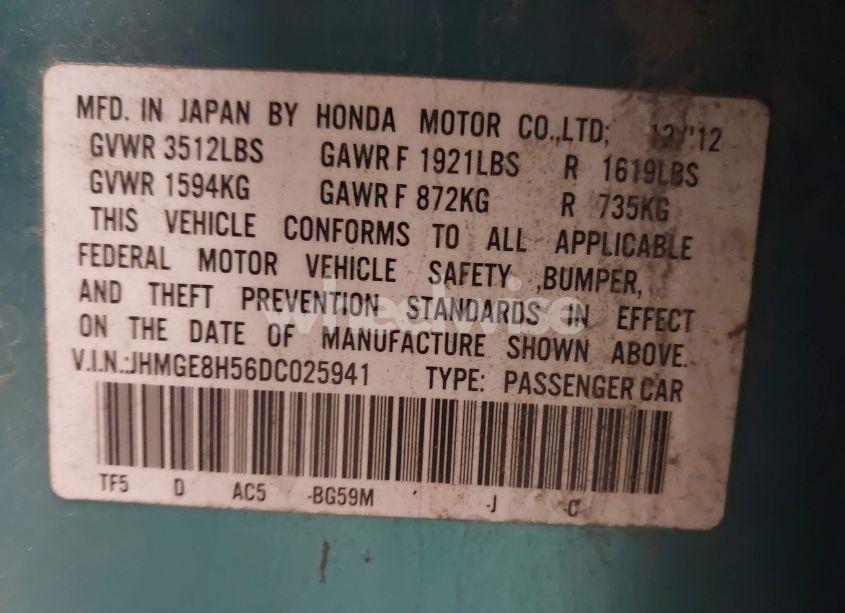 MFD. IN JAPAN BY HONDA MOTOR CO.,LTD; 12/'12
GVWR 3512LBS GAWR F 1921LBS R 1619LBS
GVWR 1594KG GAWR F 872KG R 735KG
THIS VEHICLE CONFORMS TO ALL APPLICABLE
FEDERAL MOTOR VEHICLE SAFETY ,BUMPER,
AND THEFT PREVENTION STANDARDS IN EFFECT
ON THE DATE OF MANUFACTURE SHOWN ABOVE.
V.I.N.:JHMGE8H56DC025941 TYPE: PASSENGER CAR
TF5 D AC5 -BG59M -J -C
wheelwise